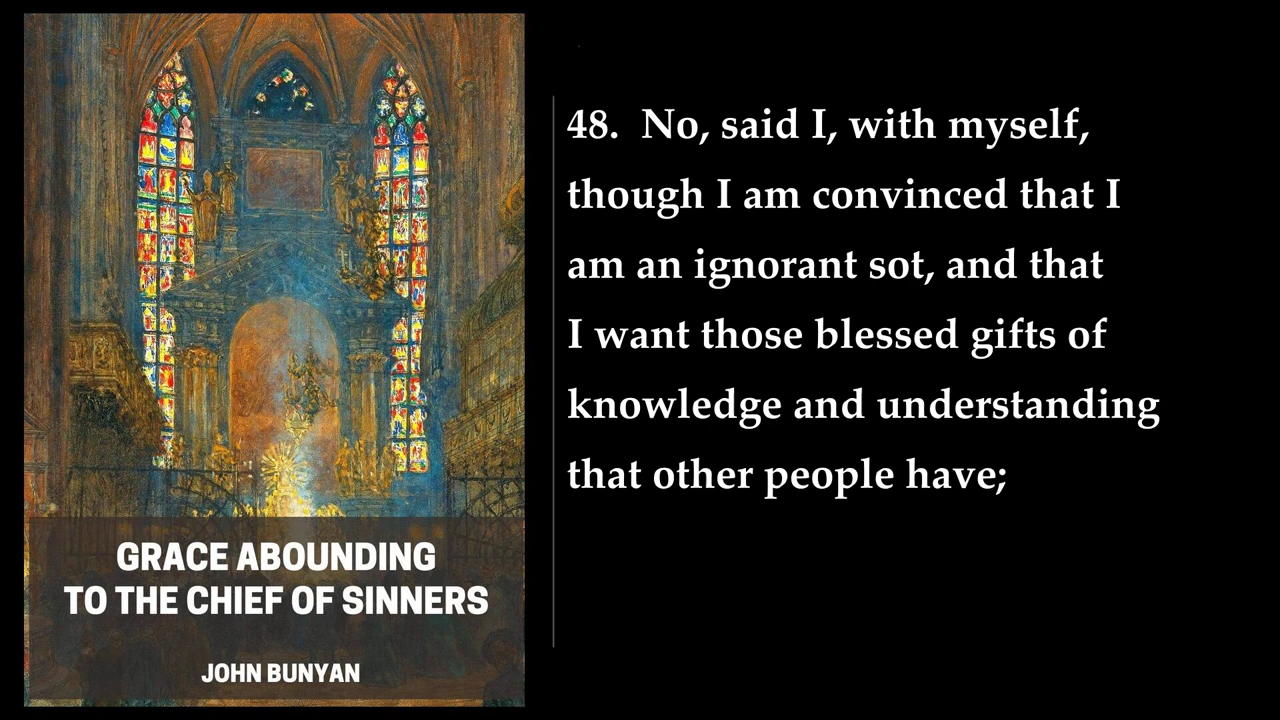 GRACE ABOUNDING
TO THE CHIEF OF SINNERS
JOHN BUNYAN
48.  No, said I, with myself,
though I am convinced that I
am an ignorant sot, and that
I want those blessed gifts of
knowledge and understanding
that other people have;